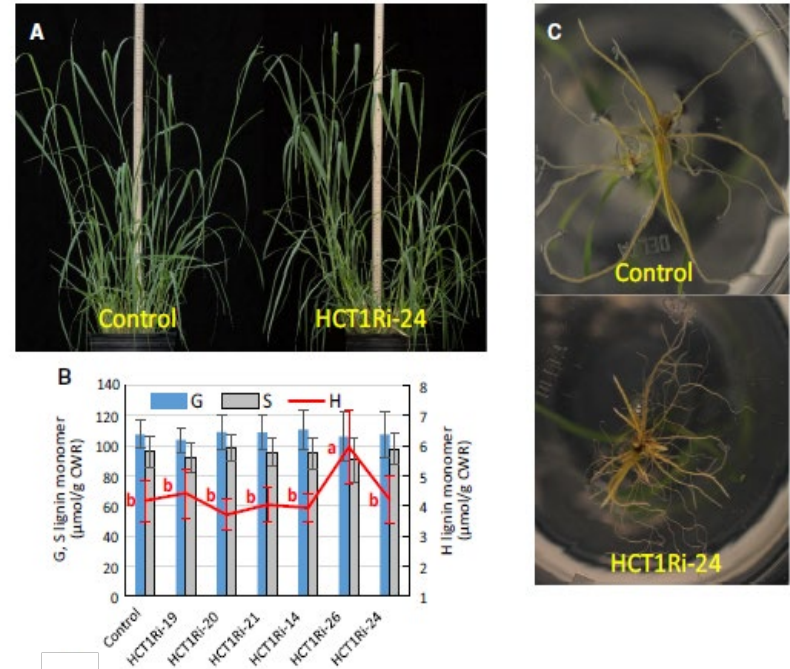 A
Control
HCT1Ri-24
B
140
120
100
80
60
40
20
0
G, S lignin monomer
(µmol/g CWR)
G
S
H
b
b
b
b
b
a
b
8
7
6
5
4
3
2
1
H lignin monomer
(µmol/g CWR)
Control
HCT1Ri-19
HCT1Ri-20
HCT1Ri-21
HCT1Ri-14
HCT1Ri-26
HCT1Ri-24
C
DELTA
Control
HCT1Ri-24